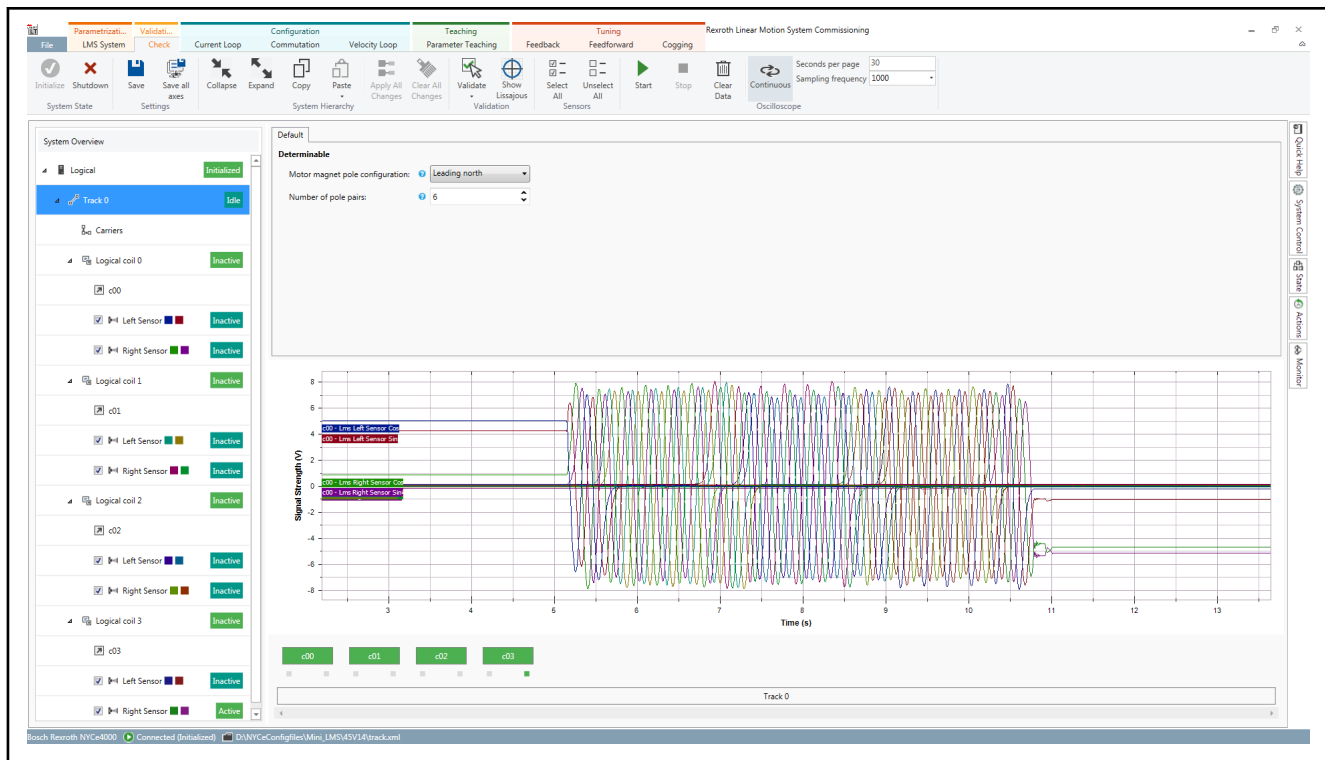 Parametrizati... Validati... Configuration Teaching Tuning Rexroth Linear Motion System Commissioning
File LMS System Check Current Loop Commutation Velocity Loop Parameter Teaching Feedback Feedforward Cogging
Initialize Shutdown Save Save all axes Collapse Expand Copy Paste Apply All Changes Clear All Changes Validate Show Lissajous Select All Unselect All Start Stop Clear Data Continuous
Seconds per page 30
Sampling frequency 1000
System State Settings System Hierarchy Validation Sensors Oscilloscope
System Overview
Logical Initialized
Track 0 Idle
Carriers
Logical coil 0 Inactive
c00
Left Sensor Inactive
Right Sensor Inactive
Logical coil 1 Inactive
c01
Left Sensor Inactive
Right Sensor Inactive
Logical coil 2 Inactive
c02
Left Sensor Inactive
Right Sensor Inactive
Logical coil 3 Inactive
c03
Left Sensor Inactive
Right Sensor Active
Default
Determinable
Motor magnet pole configuration: Leading north
Number of pole pairs: 6
Signal Strength (V)
8
6
4
2
0
-2
-4
-6
-8
c00 - Lms Left Sensor Cos
c00 - Lms Left Sensor Sin
c00 - Lms Right Sensor Cos
c00 - Lms Right Sensor Sin
3 4 5 6 7 8 9 10 11 12 13
Time (s)
c00 c01 c02 c03
Track 0
Quick Help
System Control
State
Actions
Monitor
Bosch Rexroth NYCe4000 Connected (Initialized) D:\NYCeConfigfiles\Mini_LMS\45V14\track.xml